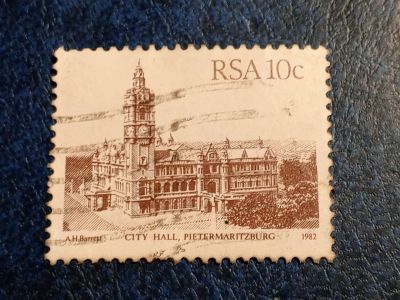 RSA 10c
A.H.Barrett CITY HALL, PIETERMARITZBURG 1982